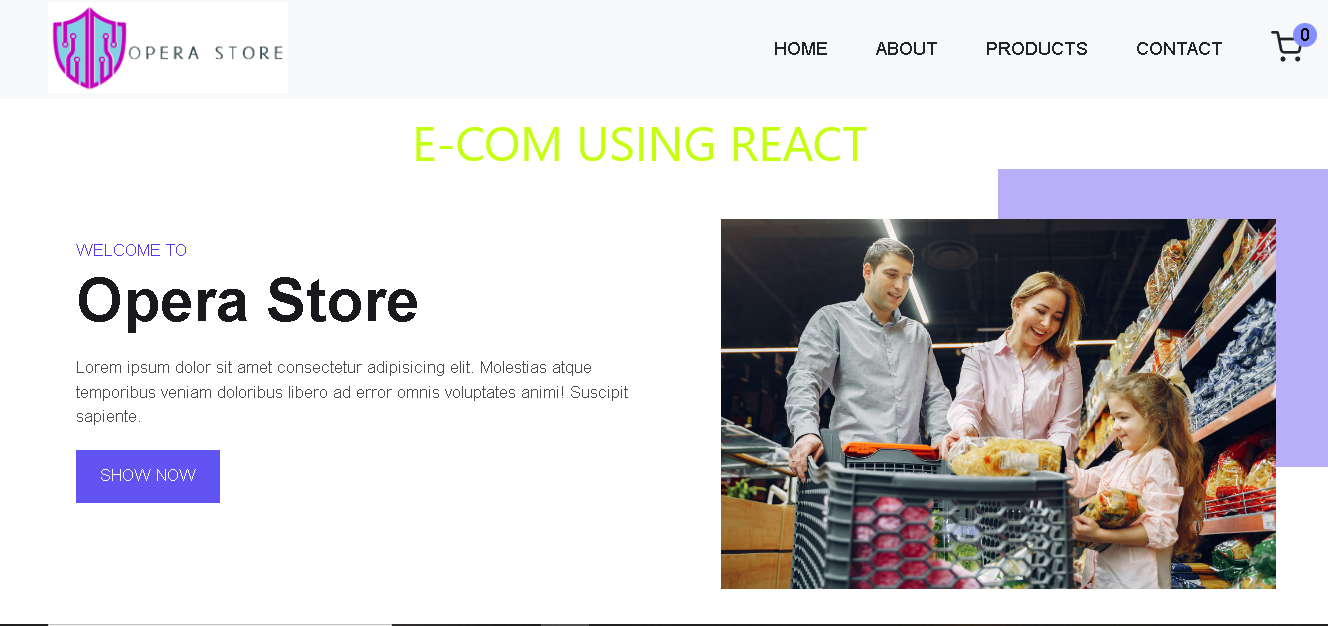 OPERA STORE
HOME ABOUT PRODUCTS CONTACT 0
E-COM USING REACT
WELCOME TO
Opera Store
Lorem ipsum dolor sit amet consectetur adipisicing elit. Molestias atque
temporibus veniam doloribus libero ad error omnis voluptates animi! Suscipit
sapiente.
SHOW NOW